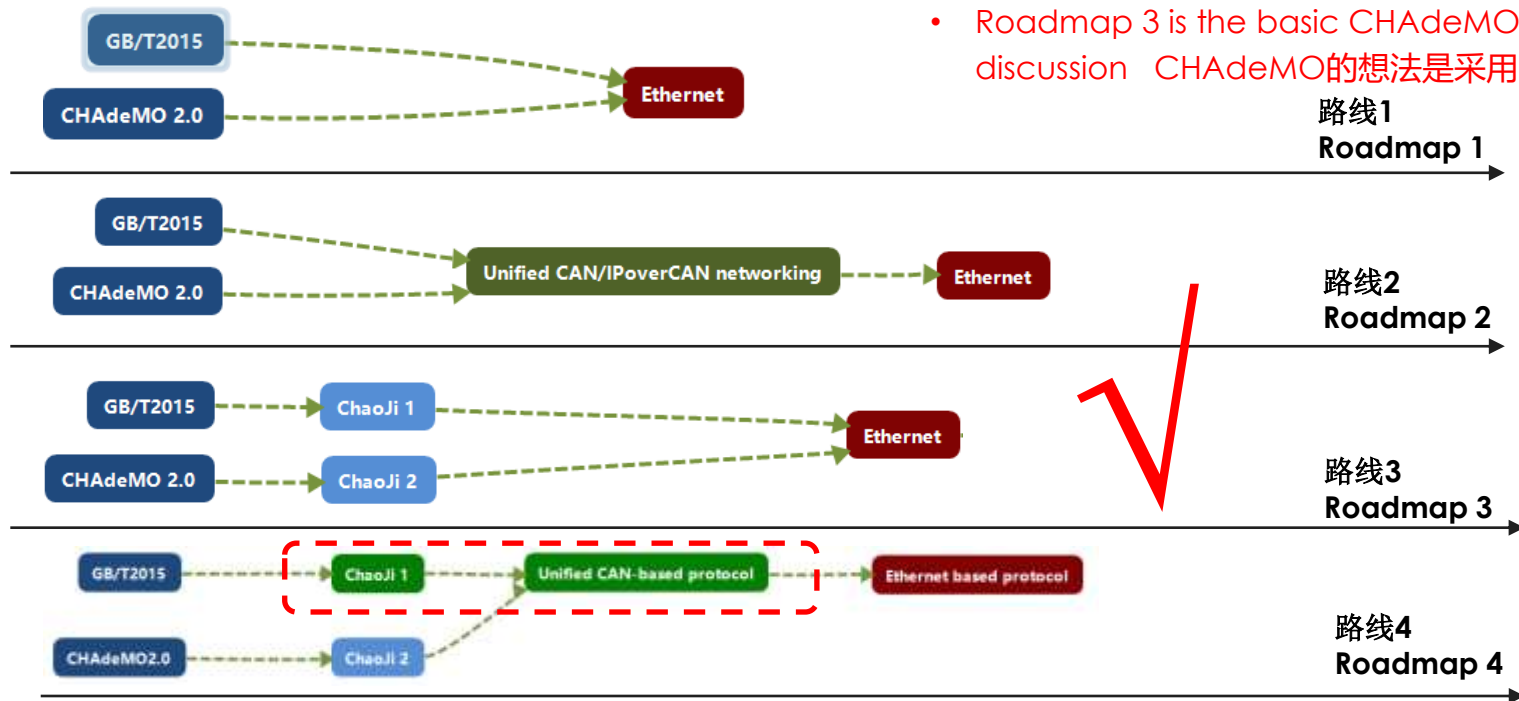 • Roadmap 3 is the basic CHAdeMO
discussion CHAdeMO的想法是采用
GB/T2015
CHAdeMO 2.0
Ethernet
路线1
Roadmap 1
GB/T2015
CHAdeMO 2.0
Unified CAN/IPoverCAN networking
Ethernet
路线2
Roadmap 2
GB/T2015
ChaoJi 1
CHAdeMO 2.0
ChaoJi 2
Ethernet
√
路线3
Roadmap 3
GB/T2015
ChaoJi 1
Unified CAN-based protocol
Ethernet based protocol
CHAdeMO2.0
ChaoJi 2
路线4
Roadmap 4